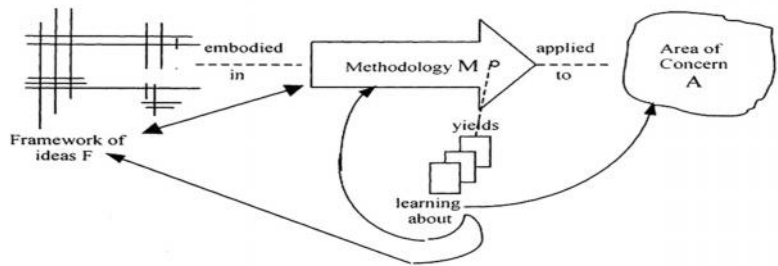 embodied
in
Methodology M
applied
to
Area of
Concern
A
Framework of
ideas F
yields
learning
about